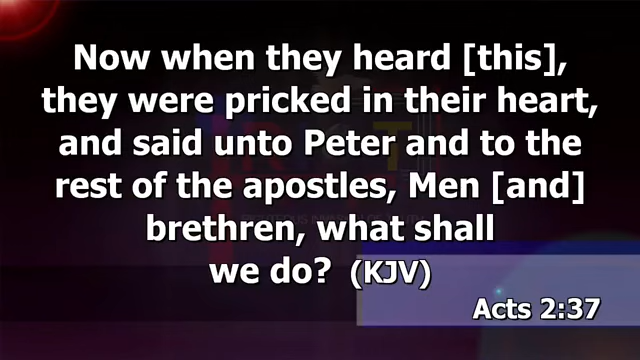 Now when they heard [this],
they were pricked in their heart,
and said unto Peter and to the
rest of the apostles, Men [and]
brethren, what shall
we do? (KJV)
Acts 2:37